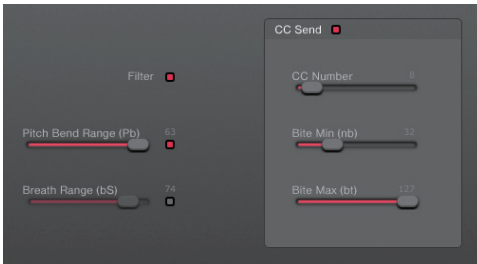 CC Send
Filter
CC Number 8
Pitch Bend Range (Pb) 63
Bite Min (nb) 32
Breath Range (bS) 74
Bite Max (bt) 127